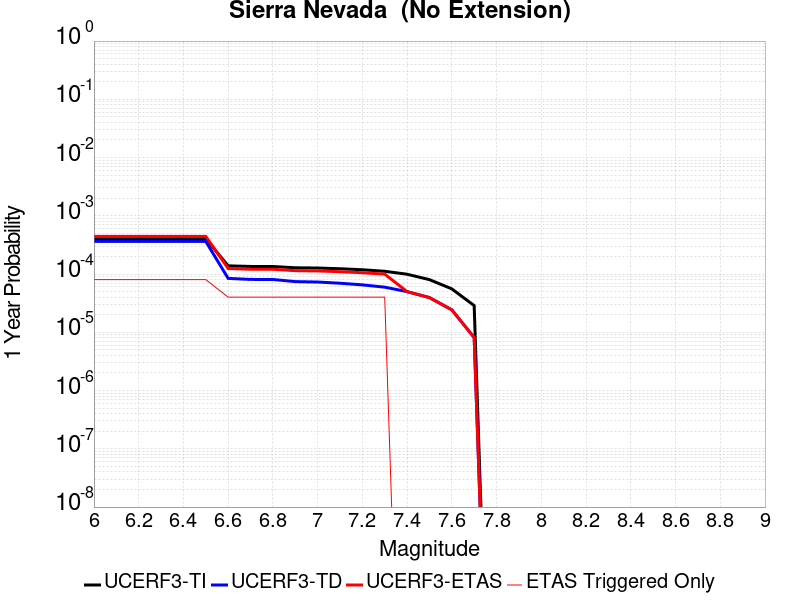 Sierra Nevada  (No Extension)
10^0
10^-1
10^-2
10^-3
10^-4
10^-5
10^-6
10^-7
10^-8
1 Year Probability
6 6.2 6.4 6.6 6.8 7 7.2 7.4 7.6 7.8 8 8.2 8.4 8.6 8.8 9
Magnitude
UCERF3-TI UCERF3-TD UCERF3-ETAS ETAS Triggered Only